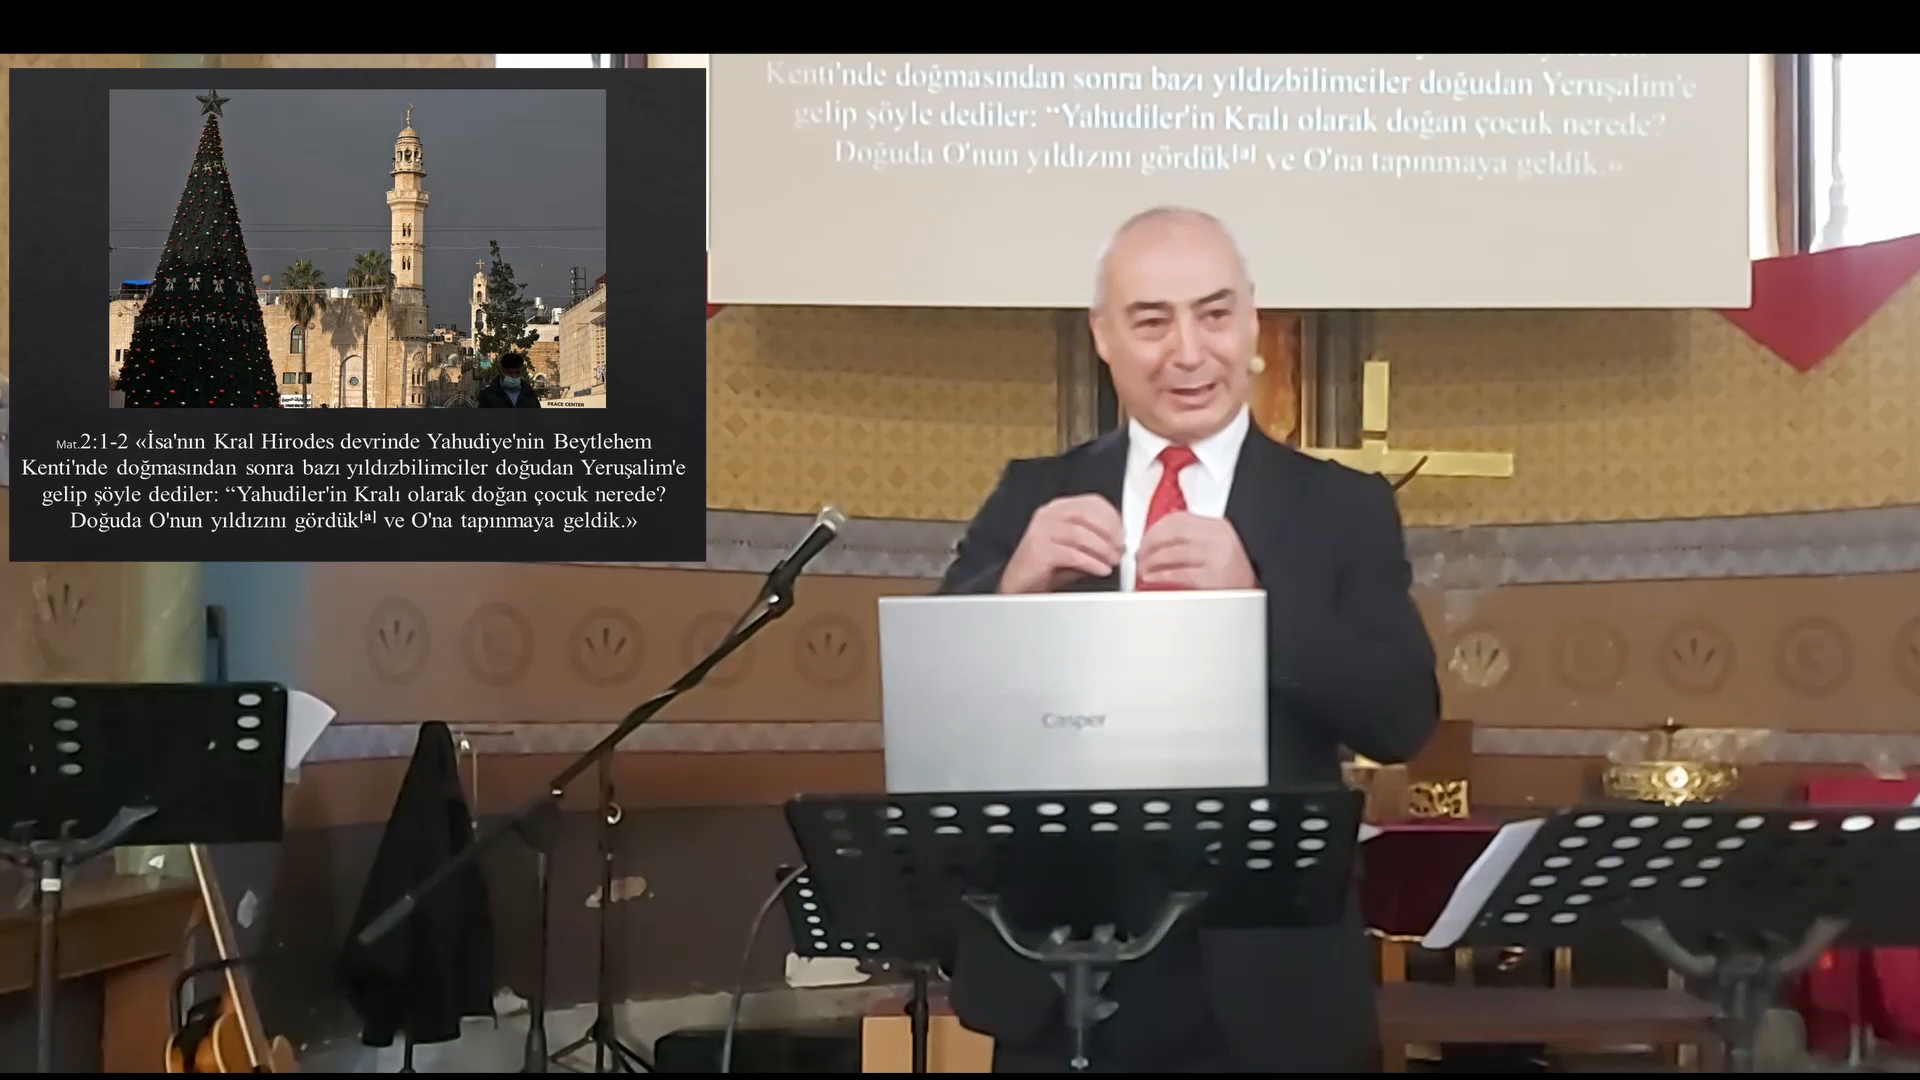 PEACE CENTER
Mat.2:1-2 «İsa'nın Kral Hirodes devrinde Yahudiye'nin Beytlehem
Kenti'nde doğmasından sonra bazı yıldızbilimciler doğudan Yeruşalim'e
gelip şöyle dediler: “Yahudiler'in Kralı olarak doğan çocuk nerede?
Doğuda O'nun yıldızını gördük[a] ve O'na tapınmaya geldik.»
Kenti'nde doğmasından sonra bazı yıldızbilimciler doğudan Yeruşalim'e
gelip şöyle dediler: “Yahudiler'in Kralı olarak doğan çocuk nerede?
Doğuda O'nun yıldızını gördük[a] ve O'na tapınmaya geldik.»
Casper